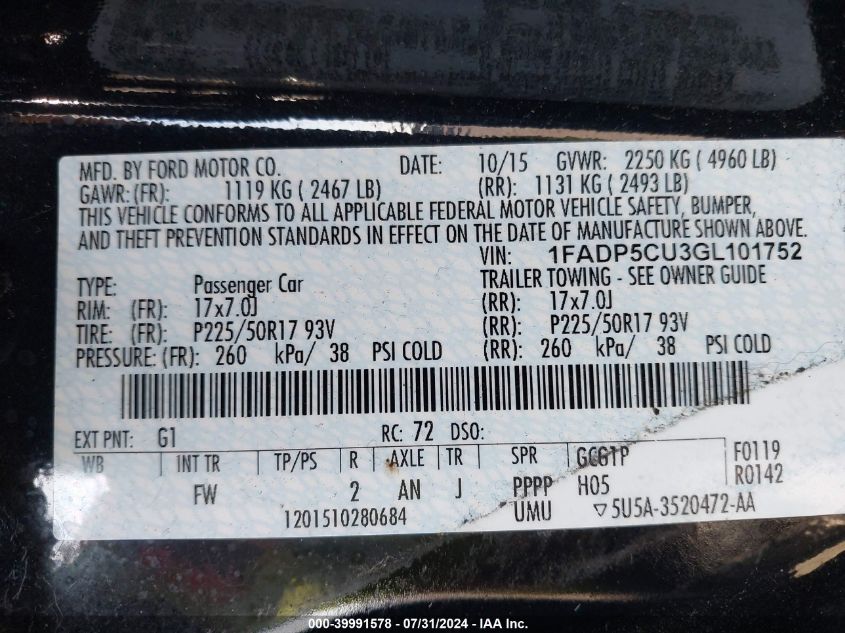 MFD. BY FORD MOTOR CO. DATE: 10/15 GVWR: 2250 KG ( 4960 LB)
GAWR: (FR): 1119 KG ( 2467 LB) (RR): 1131 KG ( 2493 LB)
THIS VEHICLE CONFORMS TO ALL APPLICABLE FEDERAL MOTOR VEHICLE SAFETY, BUMPER,
AND THEFT PREVENTION STANDARDS IN EFFECT ON THE DATE OF MANUFACTURE SHOWN ABOVE.
VIN: 1FADP5CU3GL101752
TYPE: Passenger Car TRAILER TOWING - SEE OWNER GUIDE
RIM: (FR): 17x7.0J (RR): 17x7.0J
TIRE: (FR): P225/50R17 93V (RR): P225/50R17 93V
PRESSURE: (FR): 260 kPa/ 38 PSI COLD (RR): 260 kPa/ 38 PSI COLD
EXT PNT: G1 RC: 72 DSO:
WB INT TR TP/PS R AXLE TR SPR GCGTP F0119
FW 2 AN J PPPP H05 R0142
1201510280684 UMU ▽5U5A-3520472-AA
000-39991578 - 07/31/2024 - IAA Inc.